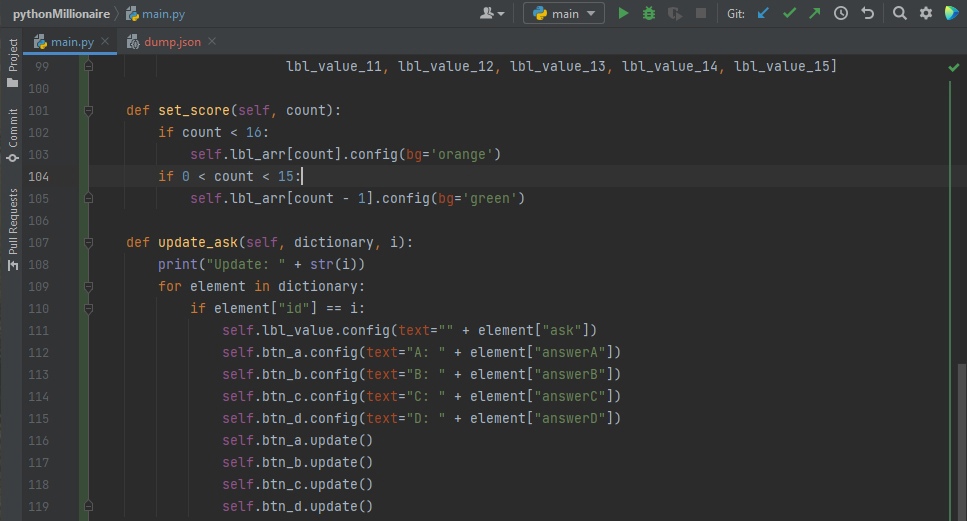 pythonMillionaire main.py main Git:
main.py dump.json
Project
Commit
Pull Requests
99 lbl_value_11, lbl_value_12, lbl_value_13, lbl_value_14, lbl_value_15]
100
101 def set_score(self, count):
102 if count < 16:
103 self.lbl_arr[count].config(bg='orange')
104 if 0 < count < 15:
105 self.lbl_arr[count - 1].config(bg='green')
106
107 def update_ask(self, dictionary, i):
108 print("Update: " + str(i))
109 for element in dictionary:
110 if element["id"] == i:
111 self.lbl_value.config(text="" + element["ask"])
112 self.btn_a.config(text="A: " + element["answerA"])
113 self.btn_b.config(text="B: " + element["answerB"])
114 self.btn_c.config(text="C: " + element["answerC"])
115 self.btn_d.config(text="D: " + element["answerD"])
116 self.btn_a.update()
117 self.btn_b.update()
118 self.btn_c.update()
119 self.btn_d.update()